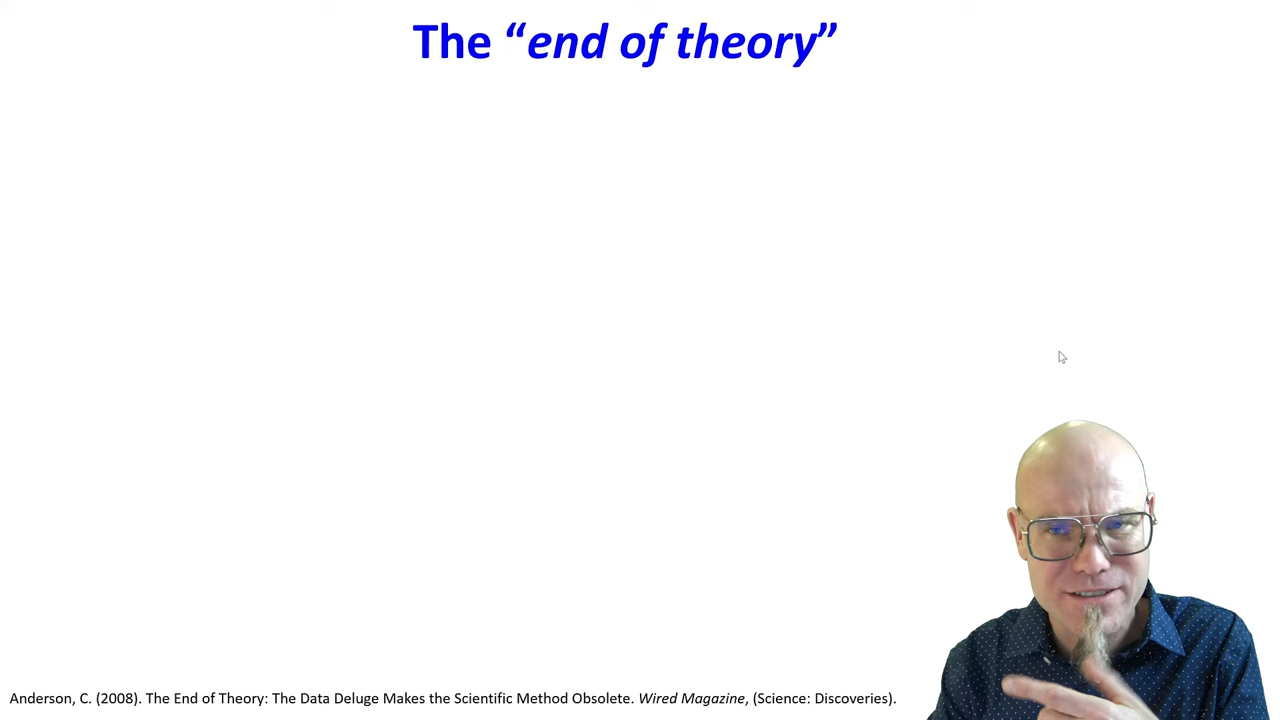 The “end of theory”
Anderson, C. (2008). The End of Theory: The Data Deluge Makes the Scientific Method Obsolete. Wired Magazine, (Science: Discoveries).